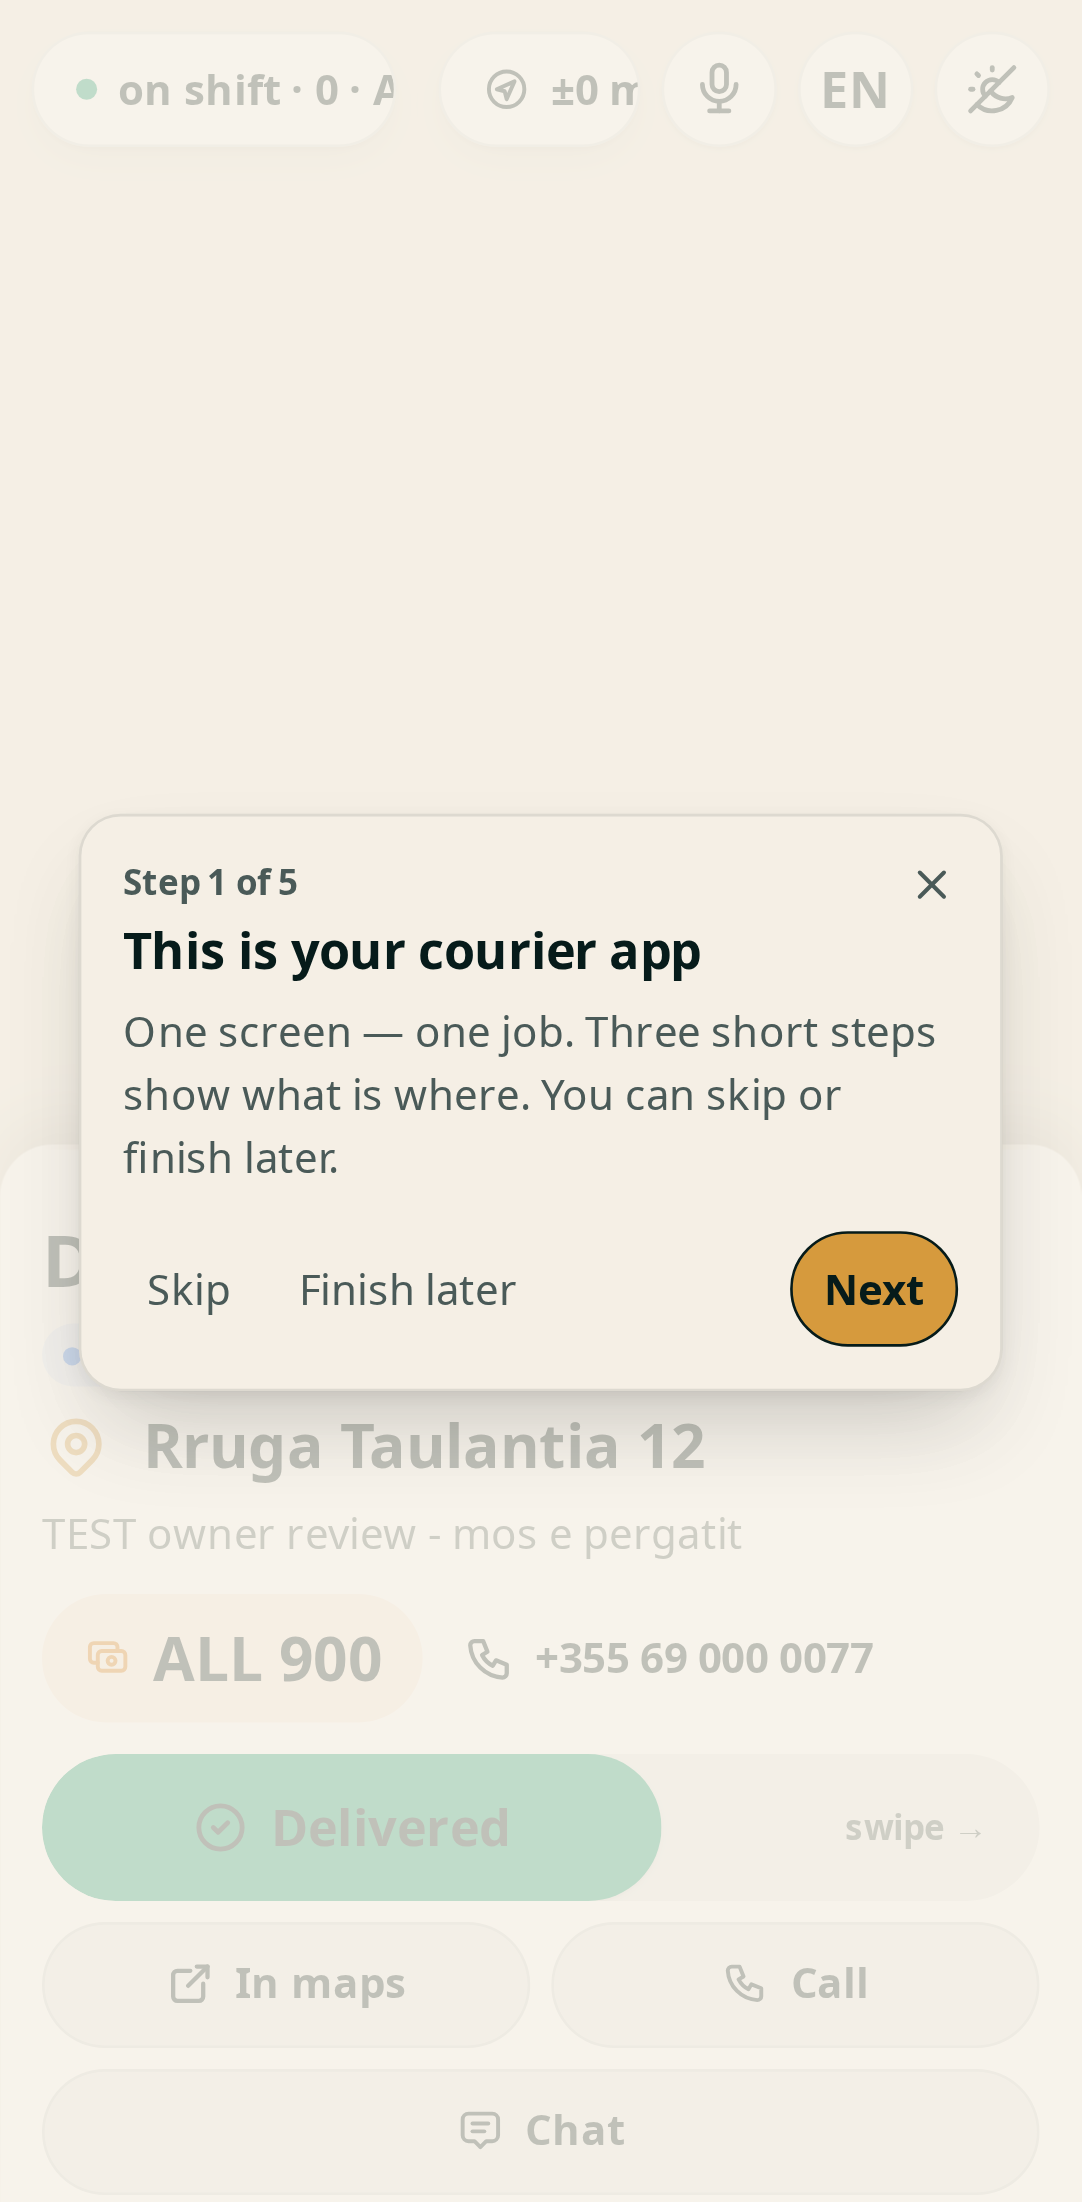 on shift · 0 · A
±0 m
EN
Step 1 of 5
This is your courier app
One screen — one job. Three short steps
show what is where. You can skip or
finish later.
Skip
Finish later
Next
D
Rruga Taulantia 12
TEST owner review - mos e pergatit
ALL 900
+355 69 000 0077
Delivered
swipe →
In maps
Call
Chat